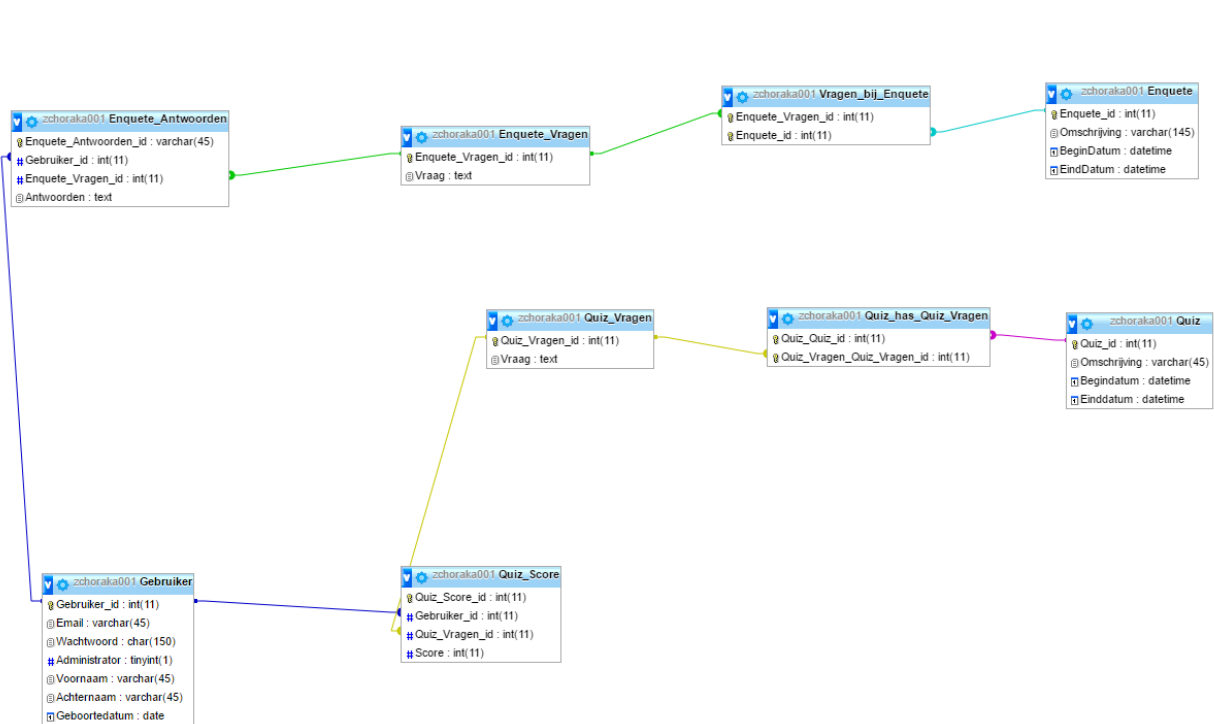 zchoraka001 Enquete_Antwoorden
Enquete_Antwoorden_id : varchar(45)
Gebruiker_id : int(11)
Enquete_Vragen_id : int(11)
Antwoorden : text
zchoraka001 Enquete_Vragen
Enquete_Vragen_id : int(11)
Vraag : text
zchoraka001 Vragen_bij_Enquete
Enquete_Vragen_id : int(11)
Enquete_id : int(11)
zchoraka001 Enquete
Enquete_id : int(11)
Omschrijving : varchar(145)
BeginDatum : datetime
EindDatum : datetime
zchoraka001 Quiz_Vragen
Quiz_Vragen_id : int(11)
Vraag : text
zchoraka001 Quiz_has_Quiz_Vragen
Quiz_Quiz_id : int(11)
Quiz_Vragen_Quiz_Vragen_id : int(11)
zchoraka001 Quiz
Quiz_id : int(11)
Omschrijving : varchar(45)
Begindatum : datetime
Einddatum : datetime
zchoraka001 Gebruiker
Gebruiker_id : int(11)
Email : varchar(45)
Wachtwoord : char(150)
Administrator : tinyint(1)
Voornaam : varchar(45)
Achternaam : varchar(45)
Geboortedatum : date
zchoraka001 Quiz_Score
Quiz_Score_id : int(11)
Gebruiker_id : int(11)
Quiz_Vragen_id : int(11)
Score : int(11)